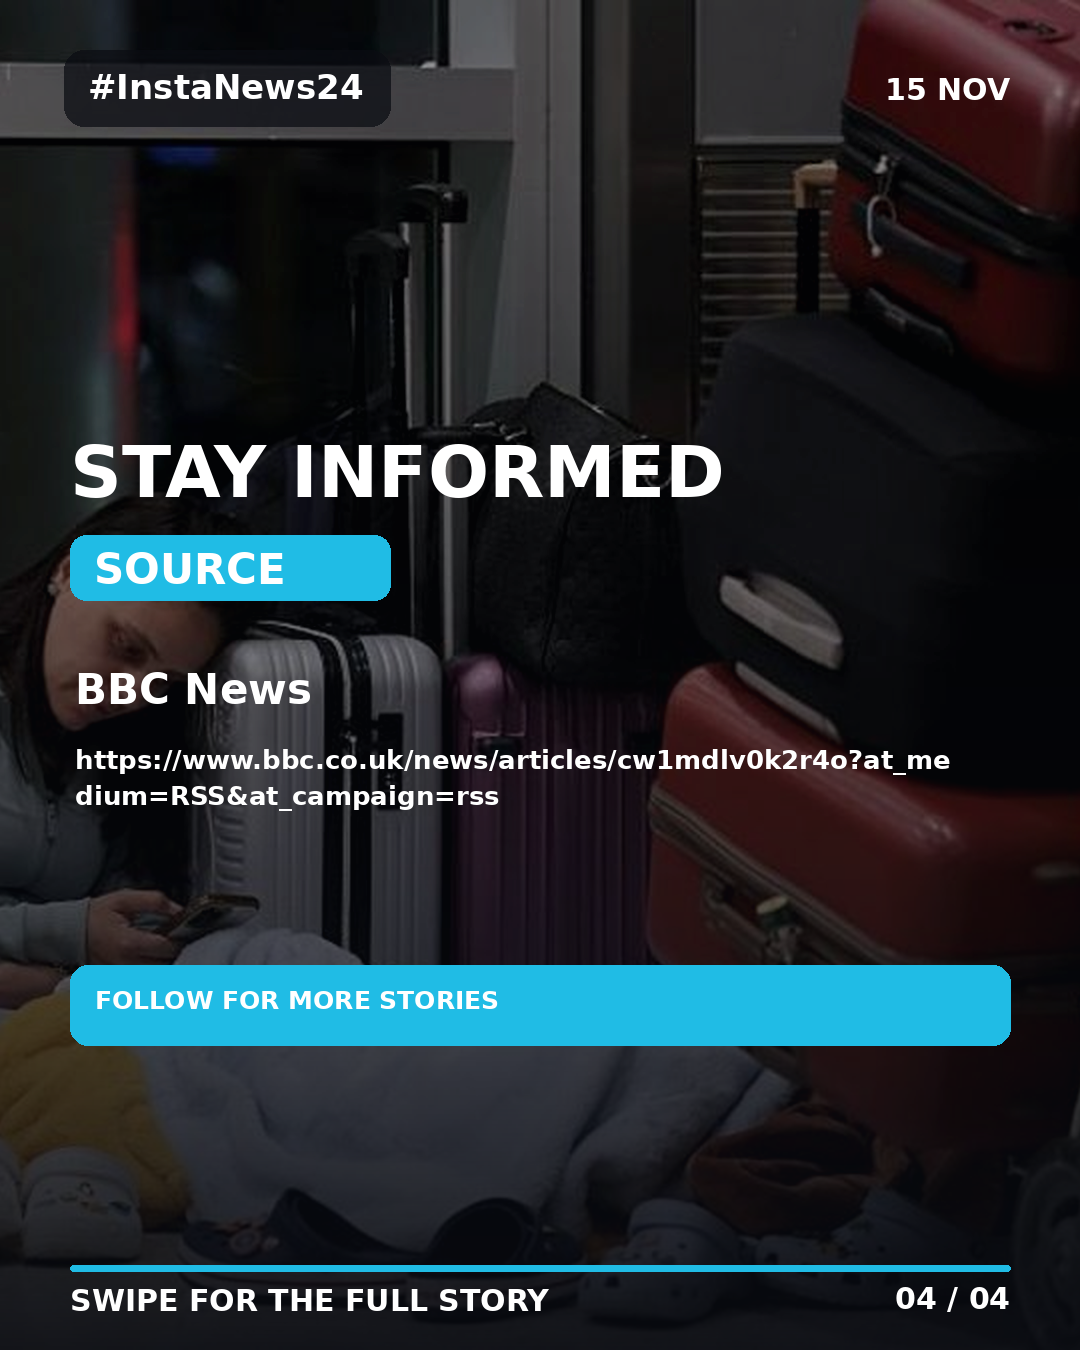 #InstaNews24
15 NOV
STAY INFORMED
SOURCE
BBC News
https://www.bbc.co.uk/news/articles/cw1mdlv0k2r4o?at_me
dium=RSS&at_campaign=rss
FOLLOW FOR MORE STORIES
SWIPE FOR THE FULL STORY
04 / 04